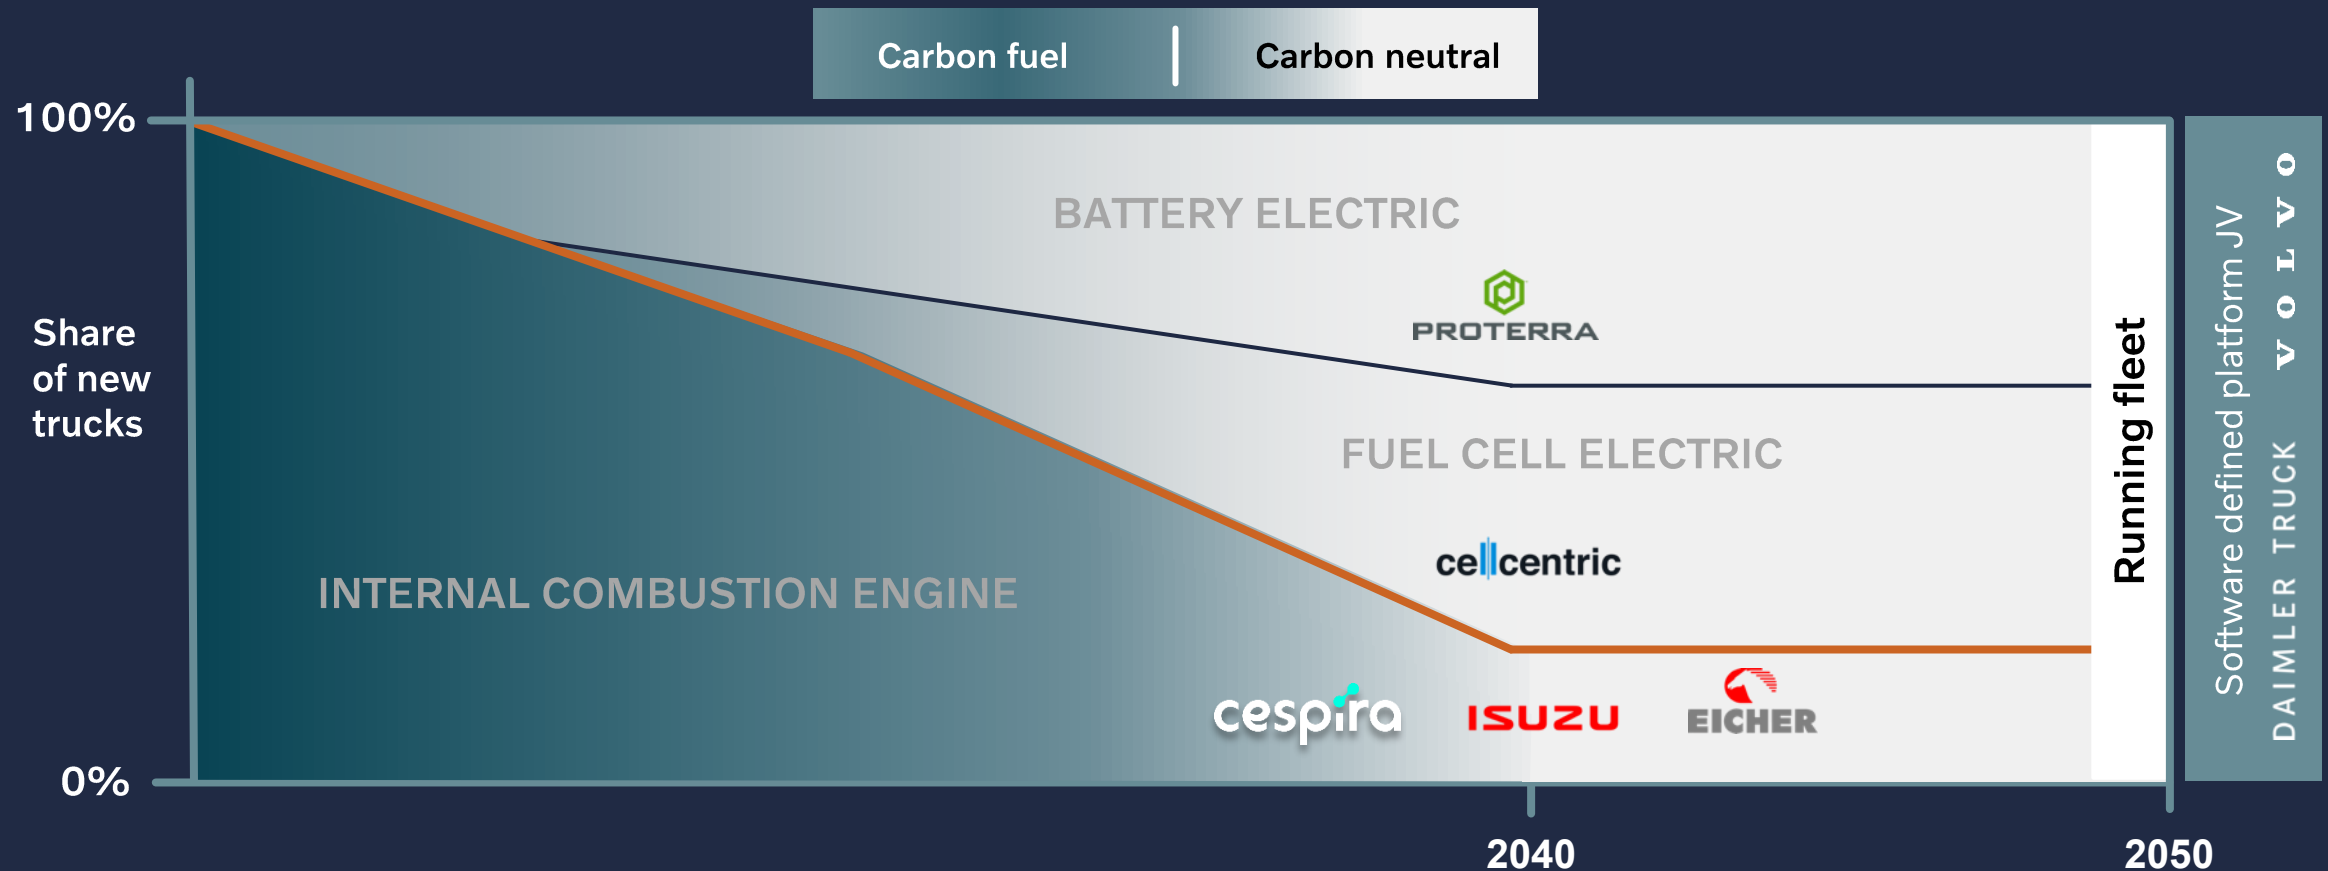 Carbon fuel
Carbon neutral
100%
Share
of new
trucks
0%
BATTERY ELECTRIC
PROTERRA
FUEL CELL ELECTRIC
cellcentric
INTERNAL COMBUSTION ENGINE
cespira
ISUZU
EICHER
Running fleet
Software defined platform JV
DAIMLER TRUCK
VOLVO
2040
2050